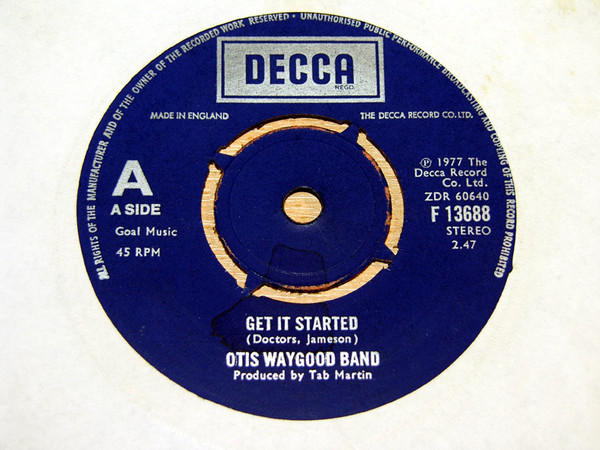 ALL RIGHTS OF THE MANUFACTURER AND OF THE OWNER OF THE RECORDED WORK RESERVED • UNAUTHORISED PUBLIC PERFORMANCE BROADCASTING AND COPYING OF THIS RECORD PROHIBITED
DECCA
REGD.
MADE IN ENGLAND
THE DECCA RECORD CO. LTD.
A
A SIDE
Goal Music
45 RPM
℗ 1977 The
Decca Record
Co. Ltd.
ZDR 60640
F 13688
STEREO
2.47
GET IT STARTED
(Doctors, Jameson)
OTIS WAYGOOD BAND
Produced by Tab Martin